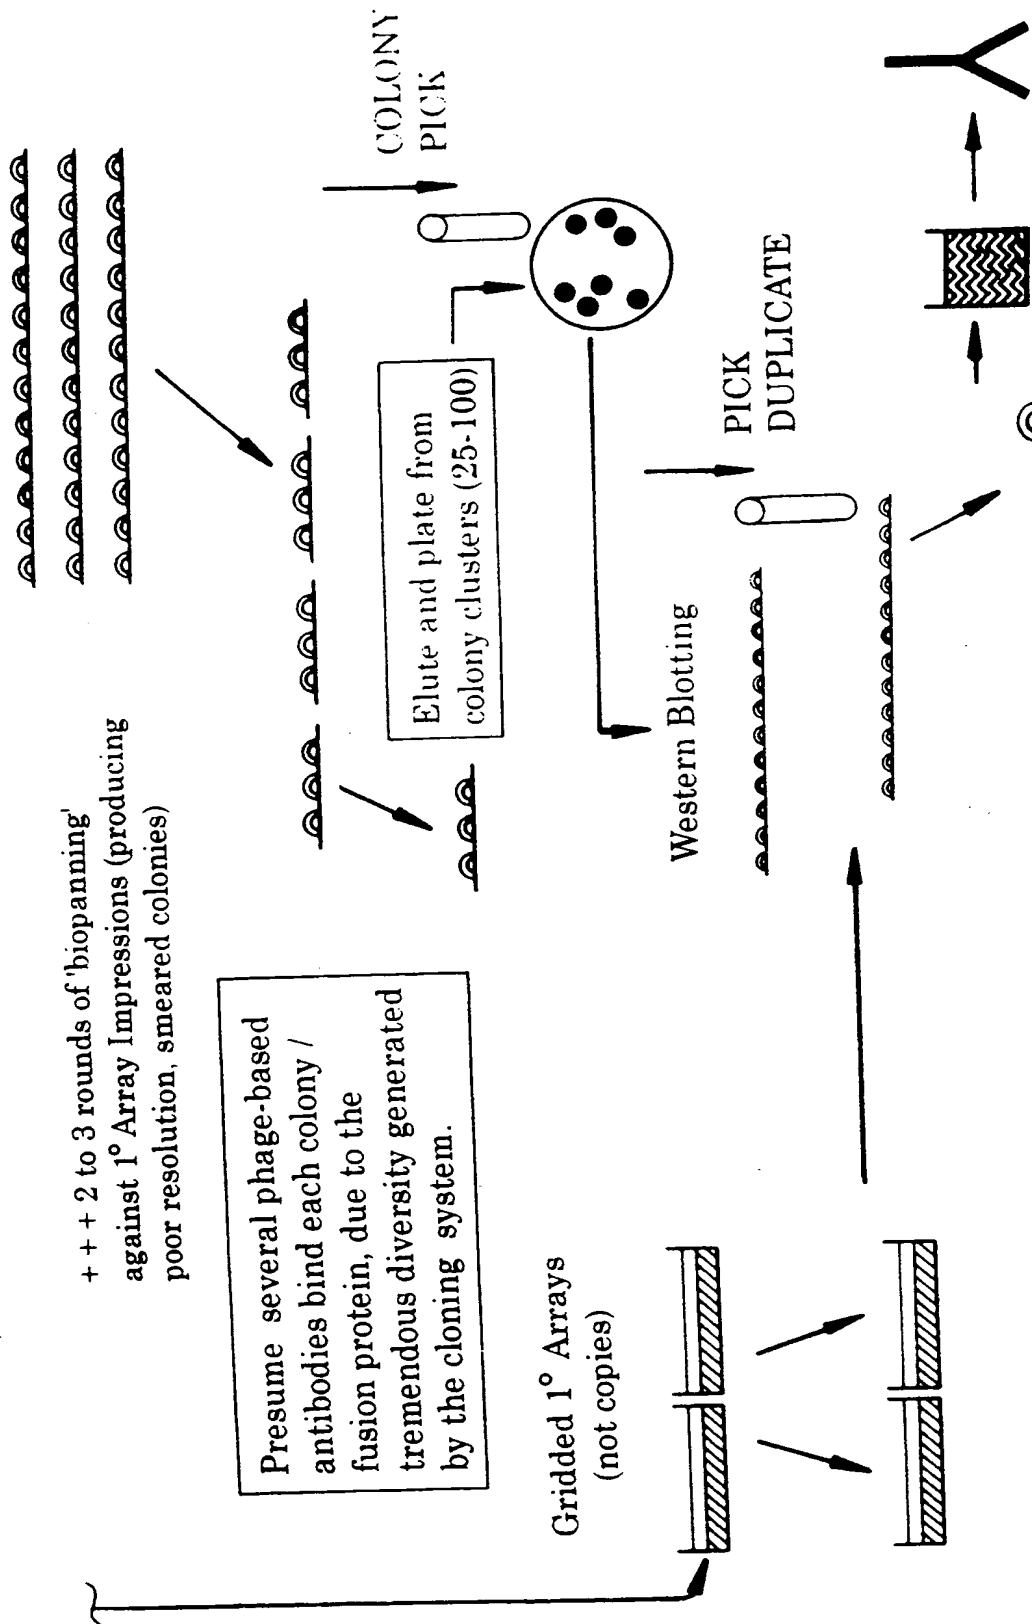 + + + 2 to 3 rounds of 'biopanning'
against 1° Array Impressions (producing
poor resolution, smeared colonies)
Presume several phage-based
antibodies bind each colony /
fusion protein, due to the
tremendous diversity generated
by the cloning system.
Elute and plate from
colony clusters (25-100)
COLONY
PICK
Gridded 1° Arrays
(not copies)
Western Blotting
PICK
DUPLICATE